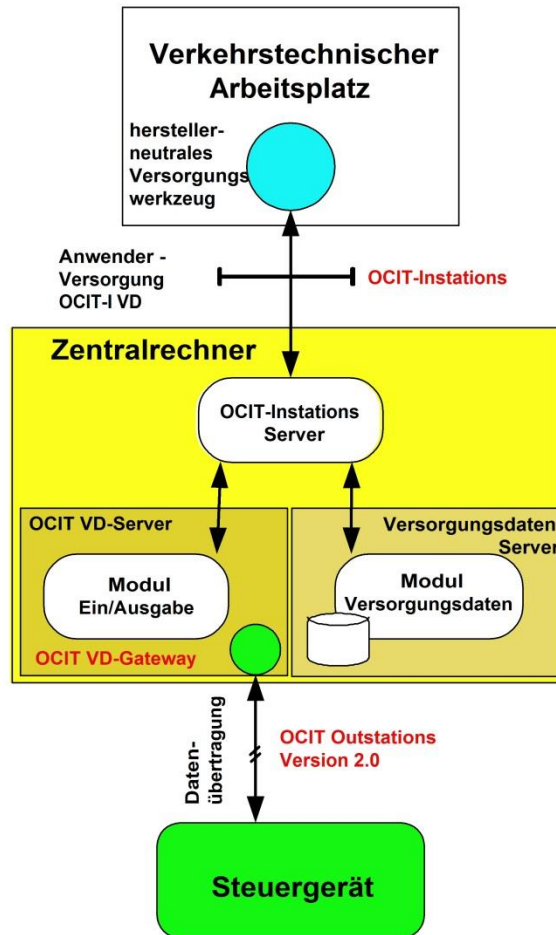 Verkehrstechnischer
Arbeitsplatz
hersteller-
neutrales
Versorgungs
werkzeug
Anwender -
Versorgung
OCIT-I VD
OCIT-Instations
Zentralrechner
OCIT-Instations
Server
OCIT VD-Server
Modul
Ein/Ausgabe
OCIT VD-Gateway
Versorgungsdaten
Server
Modul
Versorgungsdaten
Daten-
übertragung
OCIT Outstations
Version 2.0
Steuergerät